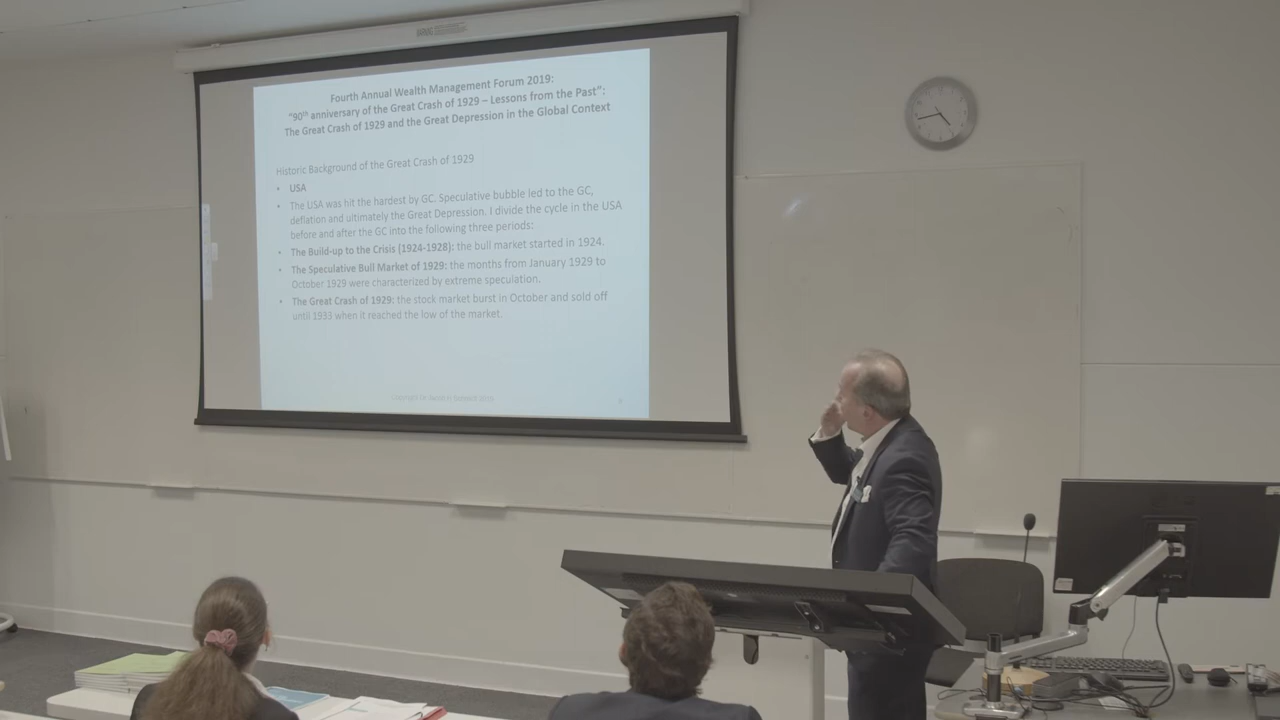 Fourth Annual Wealth Management Forum 2019:
"90th anniversary of the Great Crash of 1929 – Lessons from the Past":
The Great Crash of 1929 and the Great Depression in the Global Context
Historic Background of the Great Crash of 1929
• USA
• The USA was hit the hardest by GC. Speculative bubble led to the GC,
deflation and ultimately the Great Depression. I divide the cycle in the USA
before and after the GC into the following three periods:
• The Build-up to the Crisis (1924-1928): the bull market started in 1924.
• The Speculative Bull Market of 1929: the months from January 1929 to
October 1929 were characterized by extreme speculation.
• The Great Crash of 1929: the stock market burst in October and sold off
until 1933 when it reached the low of the market.